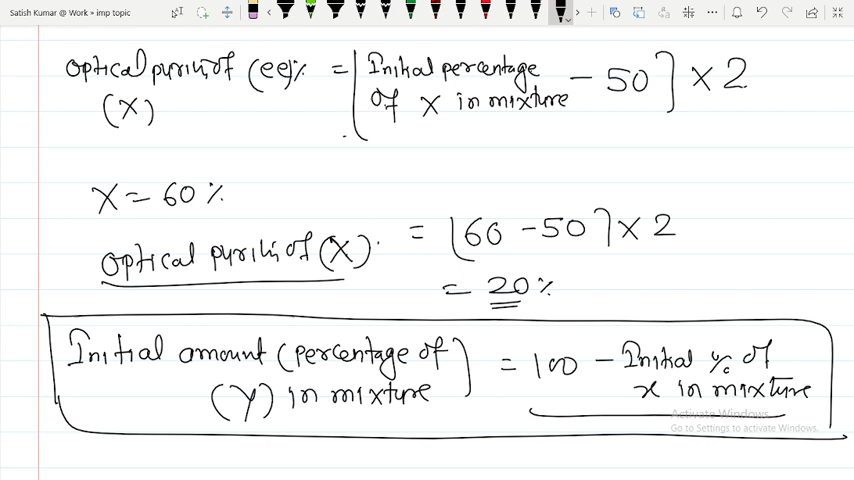 Satish Kumar @ Work » imp topic
Optical purity of (ee)% = [Initial percentage of X in mixture - 50] × 2
(X)
X = 60 %
Optical purity of (X). = [60 - 50] × 2
= 20 %
Initial amount (percentage of (Y) in mixture] = 100 - Initial % of x in mixture
Activate Windows
Go to Settings to activate Windows.